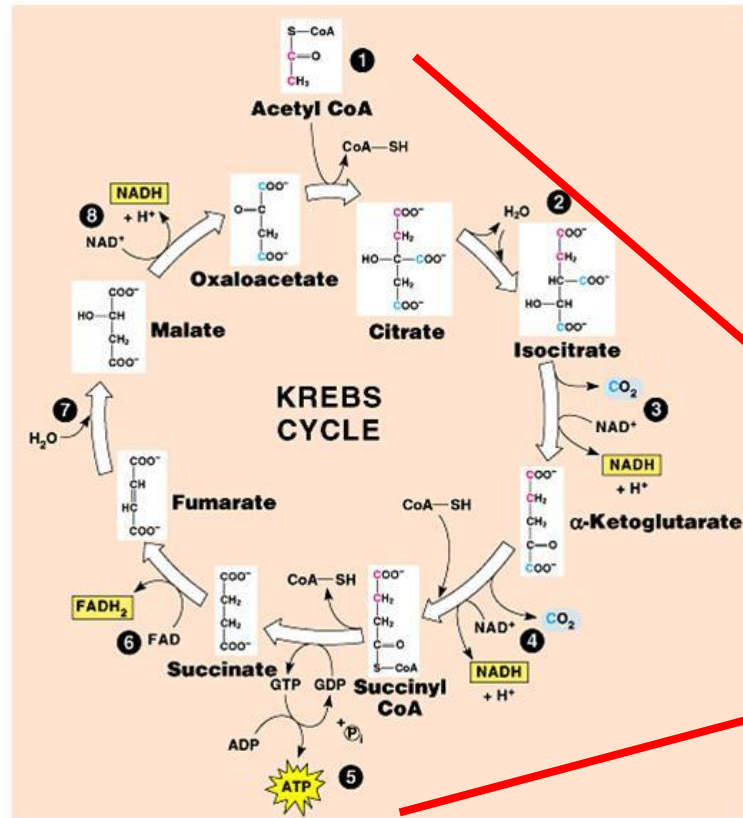 S—CoA
C=O
CH₃
1
Acetyl CoA
CoA—SH
COO⁻
O=C
CH₂
COO⁻
Oxaloacetate
COO⁻
CH₂
HO—C—COO⁻
CH₂
COO⁻
Citrate
2
H₂O
COO⁻
CH₂
HC—COO⁻
HO—CH
COO⁻
Isocitrate
CO₂
3
NAD⁺
NADH
+ H⁺
COO⁻
CH₂
CH₂
C=O
COO⁻
α-Ketoglutarate
CoA—SH
CO₂
4
NAD⁺
NADH
+ H⁺
COO⁻
CH₂
CH₂
C=O
S—CoA
Succinyl
CoA
CoA—SH
GTP GDP
+ Pi
ADP
ATP
5
COO⁻
CH₂
CH₂
COO⁻
Succinate
FADH₂
6
FAD
COO⁻
CH
HC
COO⁻
Fumarate
7
H₂O
COO⁻
HO—CH
CH₂
COO⁻
Malate
8
NADH
+ H⁺
NAD⁺
KREBS
CYCLE